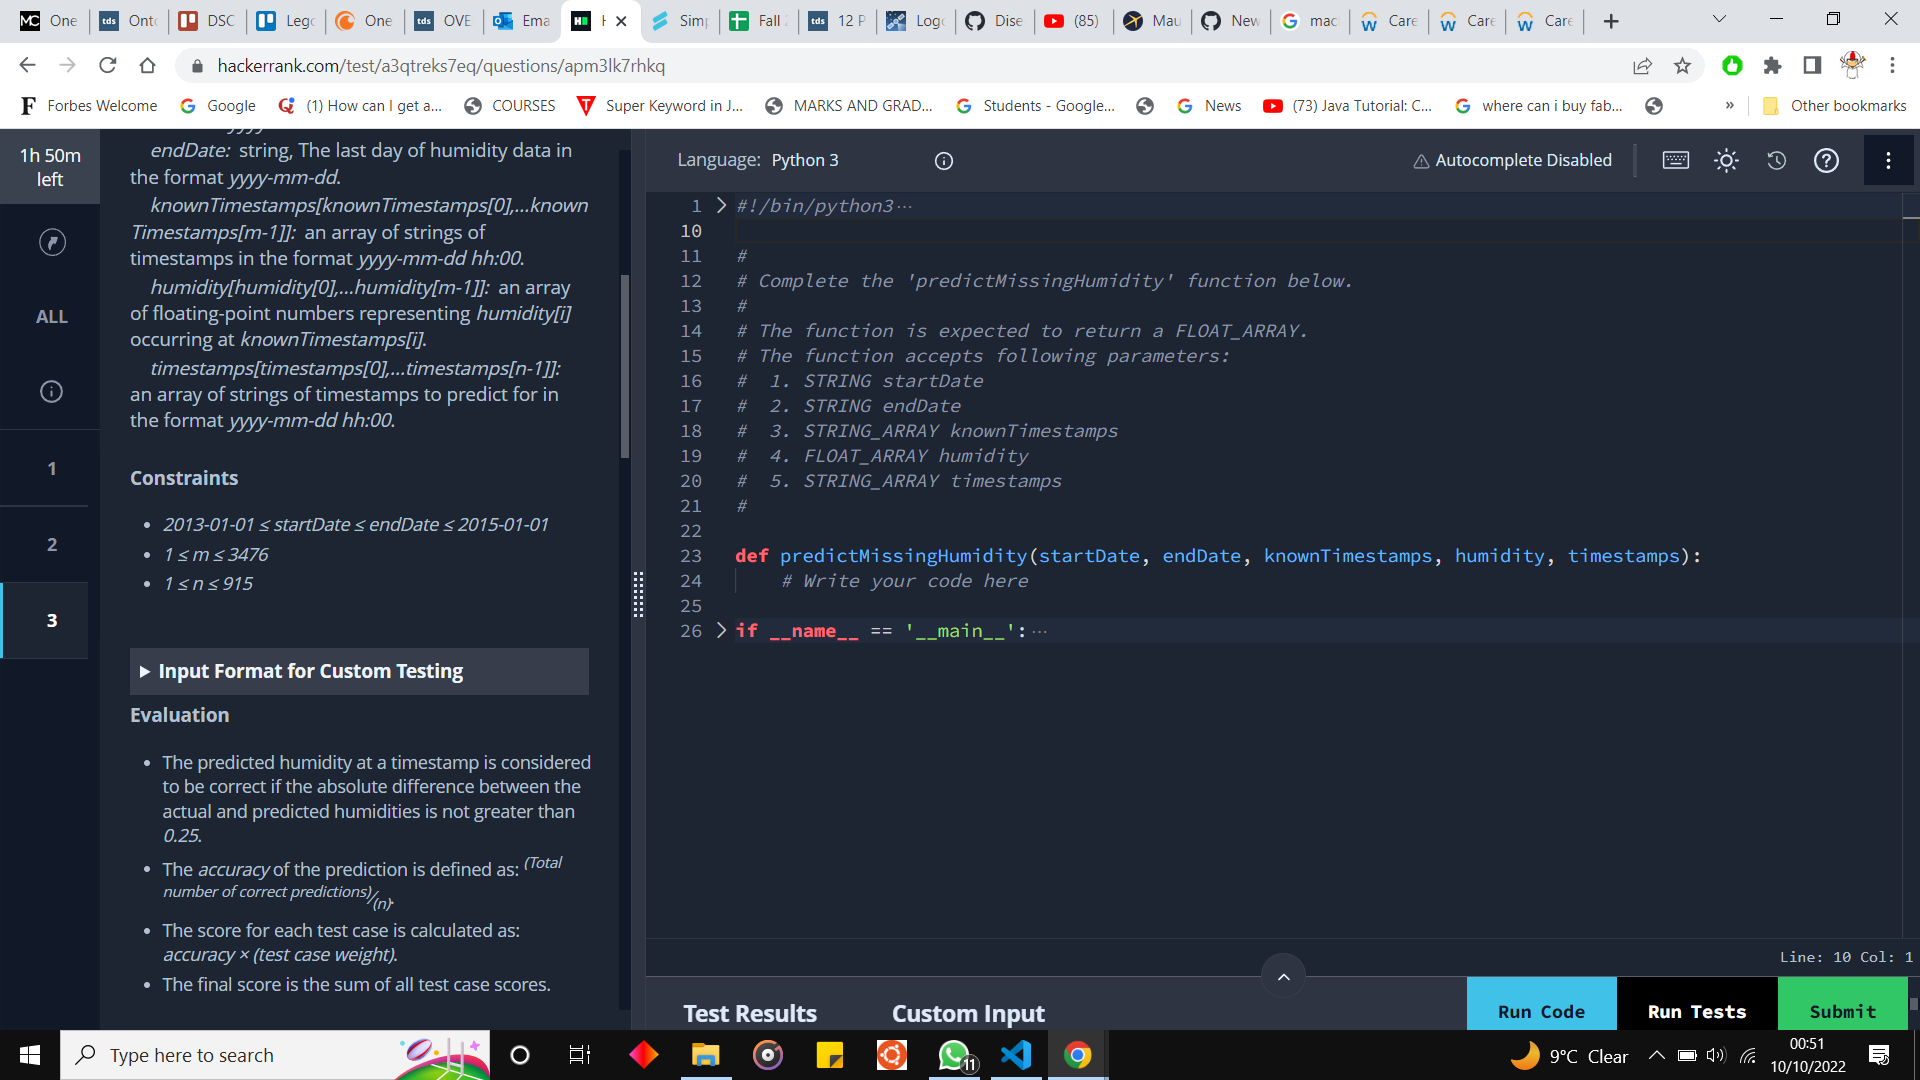 One
Onto
DSC
Lego
One
OVE
Ema
H
Simp
Fall 2
12 P
Logo
Dise
(85)
Mau
New
mac
Care
Care
Care
hackerrank.com/test/a3qtreks7eq/questions/apm3lk7rhkq
Forbes Welcome
Google
(1) How can I get a...
COURSES
Super Keyword in J...
MARKS AND GRAD...
Students - Google...
News
(73) Java Tutorial: C...
where can i buy fab...
»
Other bookmarks
1h 50m
left
ALL
1
2
3
endDate: string, The last day of humidity data in
the format yyyy-mm-dd.
knownTimestamps[knownTimestamps[0],...known
Timestamps[m-1]]: an array of strings of
timestamps in the format yyyy-mm-dd hh:00.
humidity[humidity[0],...humidity[m-1]]: an array
of floating-point numbers representing humidity[i]
occurring at knownTimestamps[i].
timestamps[timestamps[0],...timestamps[n-1]]:
an array of strings of timestamps to predict for in
the format yyyy-mm-dd hh:00.
Constraints
• 2013-01-01 ≤ startDate ≤ endDate ≤ 2015-01-01
• 1 ≤ m ≤ 3476
• 1 ≤ n ≤ 915
Input Format for Custom Testing
Evaluation
• The predicted humidity at a timestamp is considered
to be correct if the absolute difference between the
actual and predicted humidities is not greater than
0.25.
• The accuracy of the prediction is defined as: (Total
number of correct predictions)/(n).
• The score for each test case is calculated as:
accuracy × (test case weight).
• The final score is the sum of all test case scores.
Language: Python 3
Autocomplete Disabled
1 #!/bin/python3...
10
11 #
12 # Complete the 'predictMissingHumidity' function below.
13 #
14 # The function is expected to return a FLOAT_ARRAY.
15 # The function accepts following parameters:
16 #  1. STRING startDate
17 #  2. STRING endDate
18 #  3. STRING_ARRAY knownTimestamps
19 #  4. FLOAT_ARRAY humidity
20 #  5. STRING_ARRAY timestamps
21 #
22
23 def predictMissingHumidity(startDate, endDate, knownTimestamps, humidity, timestamps):
24     # Write your code here
25
26 if __name__ == '__main__':...
Line: 10 Col: 1
Test Results
Custom Input
Run Code
Run Tests
Submit
Type here to search
11
9°C Clear
00:51
10/10/2022